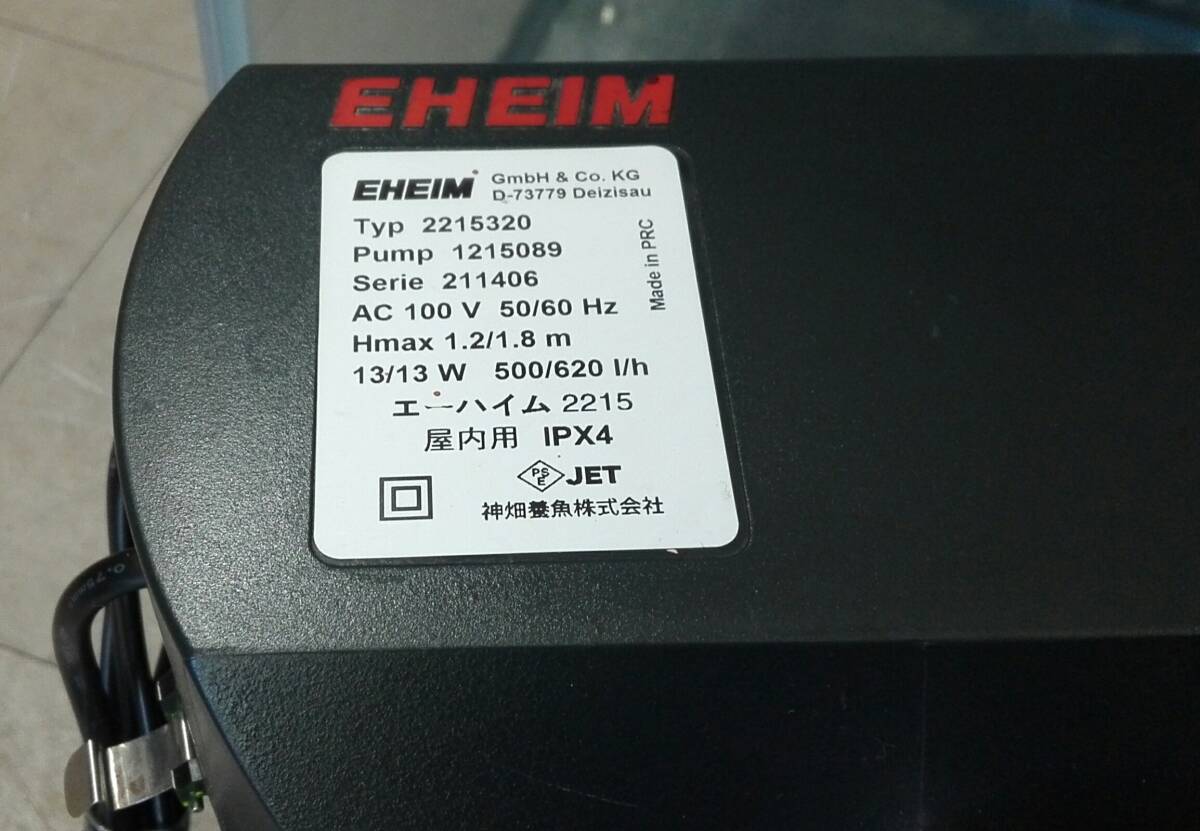 EHEIM
EHEIM GmbH & Co. KG
D-73779 Deizisau
Typ 2215320
Pump 1215089
Serie 211406
Made in PRC
AC 100 V 50/60 Hz
Hmax 1.2/1.8 m
13/13 W 500/620 l/h
エーハイム 2215
屋内用 IPX4
PSE JET
神畑養魚株式会社
0.75mm²